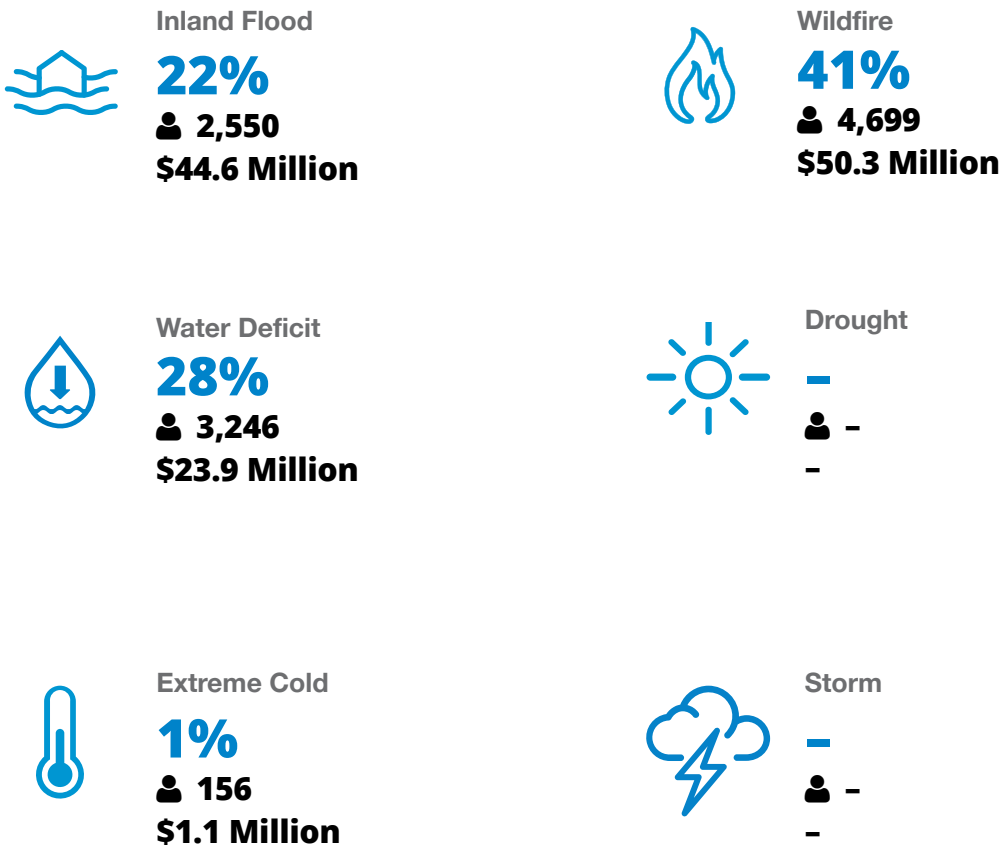 Inland Flood
22%
2,550
$44.6 Million
Wildfire
41%
4,699
$50.3 Million
Water Deficit
28%
3,246
$23.9 Million
Drought
–
–
–
Extreme Cold
1%
156
$1.1 Million
Storm
–
–
–